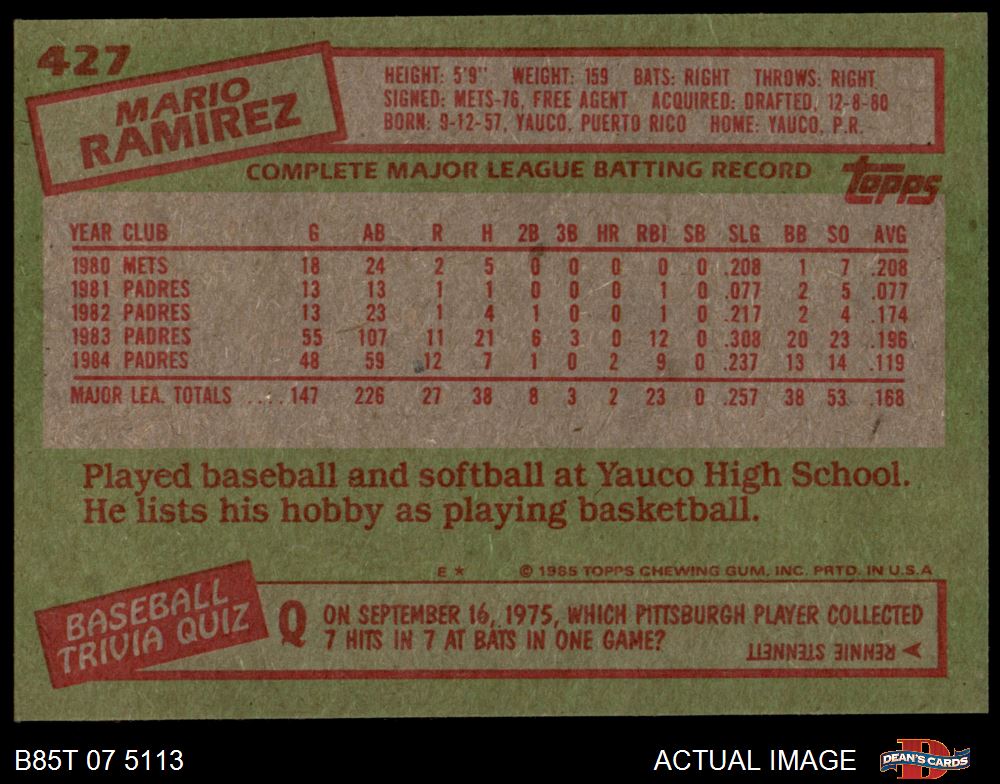 427
MARIO
RAMIREZ
HEIGHT: 5'9" WEIGHT: 159 BATS: RIGHT THROWS: RIGHT
SIGNED: METS-76, FREE AGENT ACQUIRED: DRAFTED, 12-8-80
BORN: 9-12-57, YAUCO, PUERTO RICO HOME: YAUCO, P.R.
COMPLETE MAJOR LEAGUE BATTING RECORD
topps
YEAR CLUB G AB R H 2B 3B HR RBI SB SLG BB SO AVG
1980 METS 18 24 2 5 0 0 0 0 0 .208 1 7 .208
1981 PADRES 13 13 1 1 0 0 0 1 0 .077 2 5 .077
1982 PADRES 13 23 1 4 1 0 0 1 0 .217 2 4 .174
1983 PADRES 55 107 11 21 6 3 0 12 0 .308 20 23 .196
1984 PADRES 48 59 12 7 1 0 2 9 0 .237 13 14 .119
MAJOR LEA. TOTALS .... 147 226 27 38 8 3 2 23 0 .257 38 53 .168
Played baseball and softball at Yauco High School.
He lists his hobby as playing basketball.
E * © 1985 TOPPS CHEWING GUM, INC. PRTD. IN U.S.A
BASEBALL
TRIVIA QUIZ
Q ON SEPTEMBER 16, 1975, WHICH PITTSBURGH PLAYER COLLECTED
7 HITS IN 7 AT BATS IN ONE GAME?
RENNIE STENNETT
B85T 07 5113
ACTUAL IMAGE
D
DEAN'S CARDS